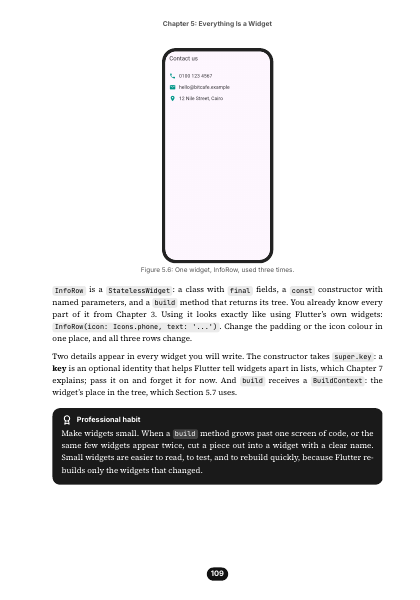 Chapter 5: Everything Is a Widget
Contact us
0100 123 4567
hello@bitcafe.example
12 Nile Street, Cairo
Figure 5.6: One widget, InfoRow, used three times.
InfoRow is a StatelessWidget: a class with final fields, a const constructor with
named parameters, and a build method that returns its tree. You already know every
part of it from Chapter 3. Using it looks exactly like using Flutter's own widgets:
InfoRow(icon: Icons.phone, text: '...'). Change the padding or the icon colour in
one place, and all three rows change.
Two details appear in every widget you will write. The constructor takes super.key: a
key is an optional identity that helps Flutter tell widgets apart in lists, which Chapter 7
explains; pass it on and forget it for now. And build receives a BuildContext: the
widget's place in the tree, which Section 5.7 uses.
Professional habit
Make widgets small. When a build method grows past one screen of code, or the
same few widgets appear twice, cut a piece out into a widget with a clear name.
Small widgets are easier to read, to test, and to rebuild quickly, because Flutter re-
builds only the widgets that changed.
109